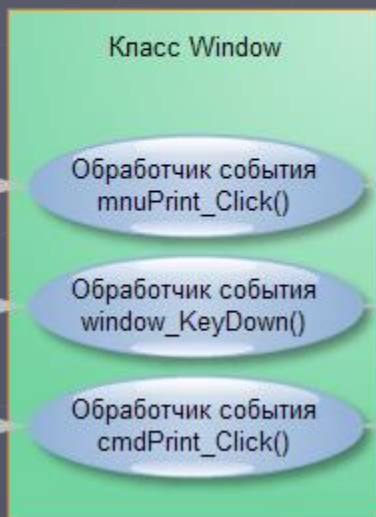 Класс Window
Обработчик события
mnuPrint_Click()
Обработчик события
window_KeyDown()
Обработчик события
cmdPrint_Click()